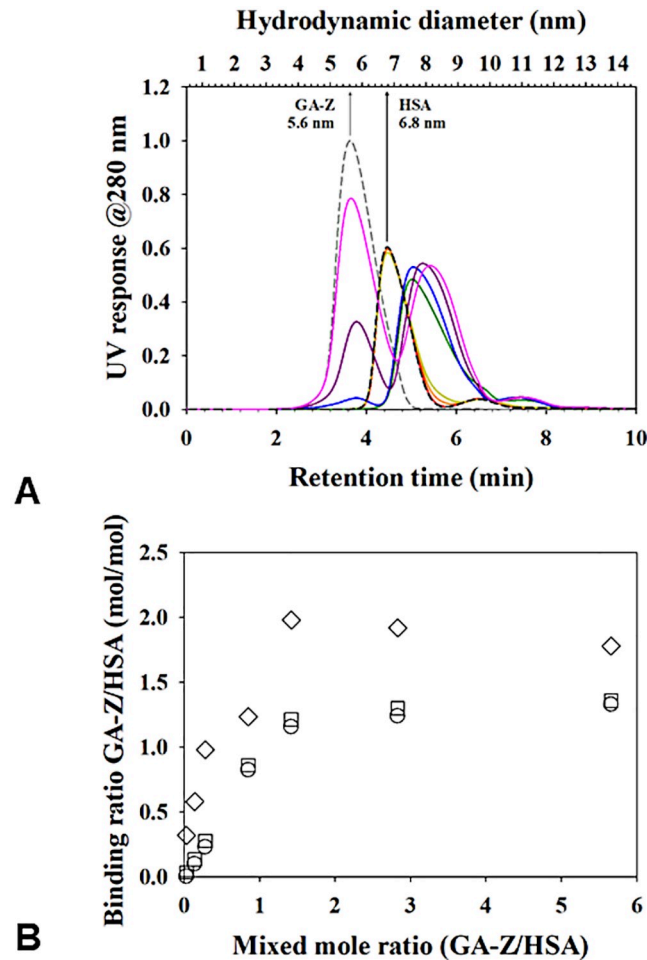 Hydrodynamic diameter (nm)
1 2 3 4 5 6 7 8 9 10 11 12 13 14
1.2
1.0
0.8
0.6
0.4
0.2
0.0
UV response @280 nm
GA-Z
5.6 nm
HSA
6.8 nm
0 2 4 6 8 10
Retention time (min)
A
2.5
2.0
1.5
1.0
0.5
0.0
Binding ratio GA-Z/HSA (mol/mol)
0 1 2 3 4 5 6
Mixed mole ratio (GA-Z/HSA)
B